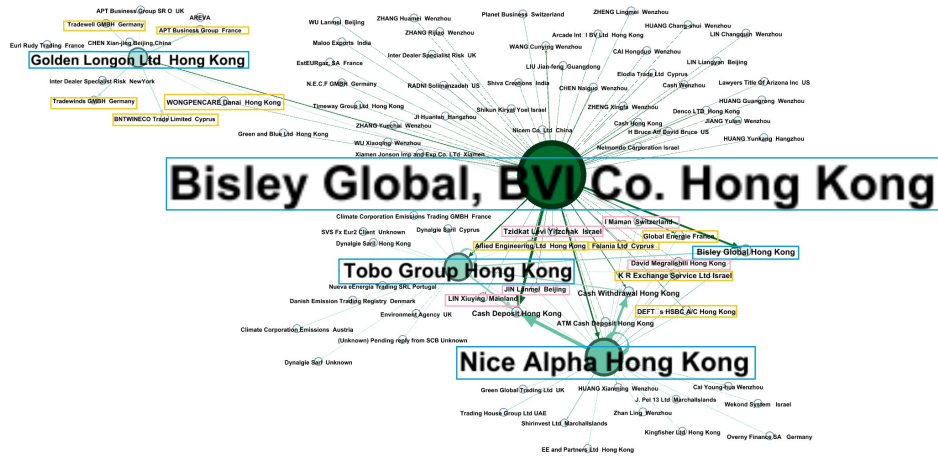 APT Business Group SR O UK
AREVA
Tradewell GMBH Germany
APT Business Group France
Eurl Rudy Trading France
CHEN Xian-jing Beijing,China
Golden Longon Ltd Hong Kong
Inter Dealer Specialist Risk NewYork
Tradewinds GMBH Germany
WONGPENCARE Danai Hong Kong
BNTWINECO Trade Limited Cyprus
Green and Blue Ltd Hong Kong
WU Lanmei Beijing
ZHANG Huamei Wenzhou
Planet Business Switzerland
ZHENG Lingmei Wenzhou
Maloo Exports India
ZHANG Rijiao Wenzhou
Arcade Int I BV Ltd Hong Kong
HUANG Chang-shui Wenzhou
LIN Changquin Wenzhou
WANG Cunying Wenzhou
EstEURgaz SA France
Inter Dealer Specialist Risk UK
CAI Hongduo Wenzhou
LIN Liangyan Beijing
LIU Jian-feng Guangdong
Elodia Trade Ltd Cyprus
N.E.C.F GMBH Germany
RADNI Solimanzadeh US
Shiva Creations India
CHEN Naiguo Wenzhou
Cash Wenzhou
Lawyers Title Of Arizona Inc US
HUANG Guangrong Wenzhou
Timeway Group Ltd Hong Kong
Shikun Kiryat Yoel Israel
ZHENG Xingfa Wenzhou
Denco LTD Hong Kong
JI Huanlan Hangzhou
Cash Hong Kong
JIANG Yulan Wenzhou
ZHANG Yuechai Wenzhou
Nicem Co Ltd China
H Bruce Alf David Bruce US
HUANG Yunkang Hangzhou
WU Xiaoqing Wenzhou
Nelmondo Corporation Israel
Xiamen Jonson Imp and Exp Co. LTd Xiamen
Bisley Global, BVI Co. Hong Kong
Climate Corporation Emissions Trading GMBH France
I Maman Switzerland
SVS Fx Eur2 Client Unknown
Dynalgie Saril Cyprus
Tzidkat Levi Yitzchak Israel
Global Energie France
Dynalgie Sarl Hong Kong
Allied Engineering Ltd Hong Kong
Felania Ltd Cyprus
Bisley Global Hong Kong
Tobo Group Hong Kong
David Megralishili Hong Kong
K R Exchange Service Ltd Israel
Nueva eEnergia Trading SRL Portugal
JIN Lanmei Beijing
Cash Withdrawal Hong Kong
Danish Emission Trading Registry Denmark
LIN Xiuying Mainland
Environment Agency UK
Cash Deposit Hong Kong
DEFT s HSBC A/C Hong Kong
Climate Corporation Emissions Austria
ATM Cash Deposit Hong Kong
(Unknown) Pending reply from SCB Unknown
Dynalgie Sarl Unknown
Nice Alpha Hong Kong
Green Global Trading Ltd UK
HUANG Xianming Wenzhou
Cai Young-hua Wenzhou
J. Pel 13 Ltd MarchalIslands
Wekond System Israel
Trading House Group Ltd UAE
Zhan Ling Wenzhou
Shirinvest Ltd MarchalIslands
Kingfisher Ltd Hong Kong
Overny Finance SA Germany
EE and Partners Ltd Hong Kong